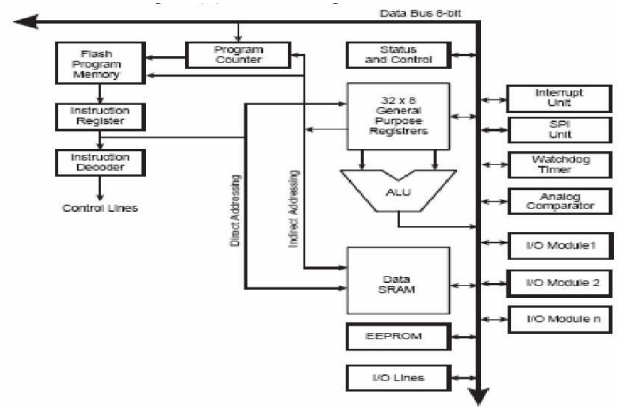 Data Bus 8-bit
Flash
Program
Memory
Program
Counter
Status
and Control
Instruction
Register
32 x 8
General
Purpose
Registrers
Interrupt
Unit
SPI
Unit
Instruction
Decoder
Watchdog
Timer
Control Lines
Direct Addressing
Indirect Addressing
ALU
Analog
Comparator
I/O Module1
Data
SRAM
I/O Module 2
I/O Module n
EEPROM
I/O Lines